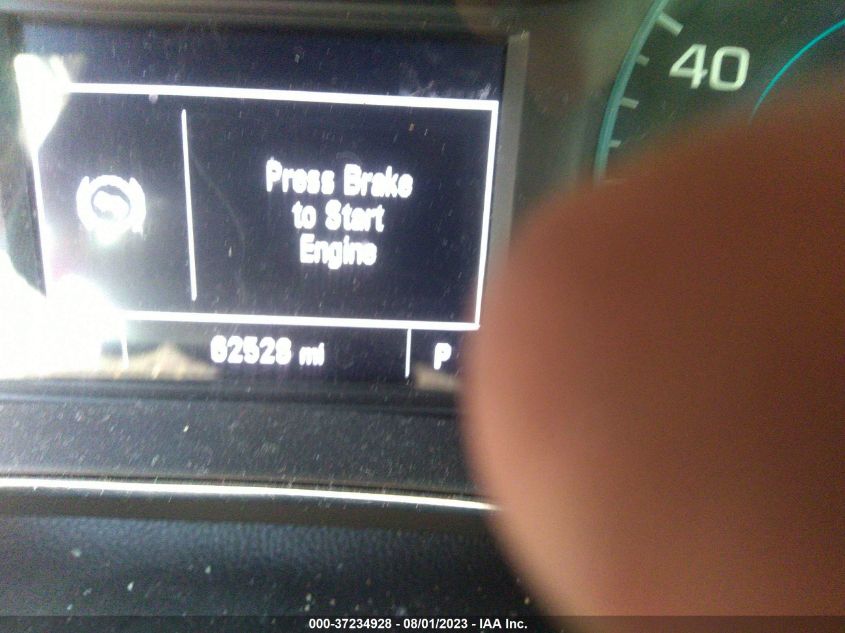 40
Press Brake
to Start
Engine
62528 mi
P
000-37234928 - 08/01/2023 - IAA Inc.